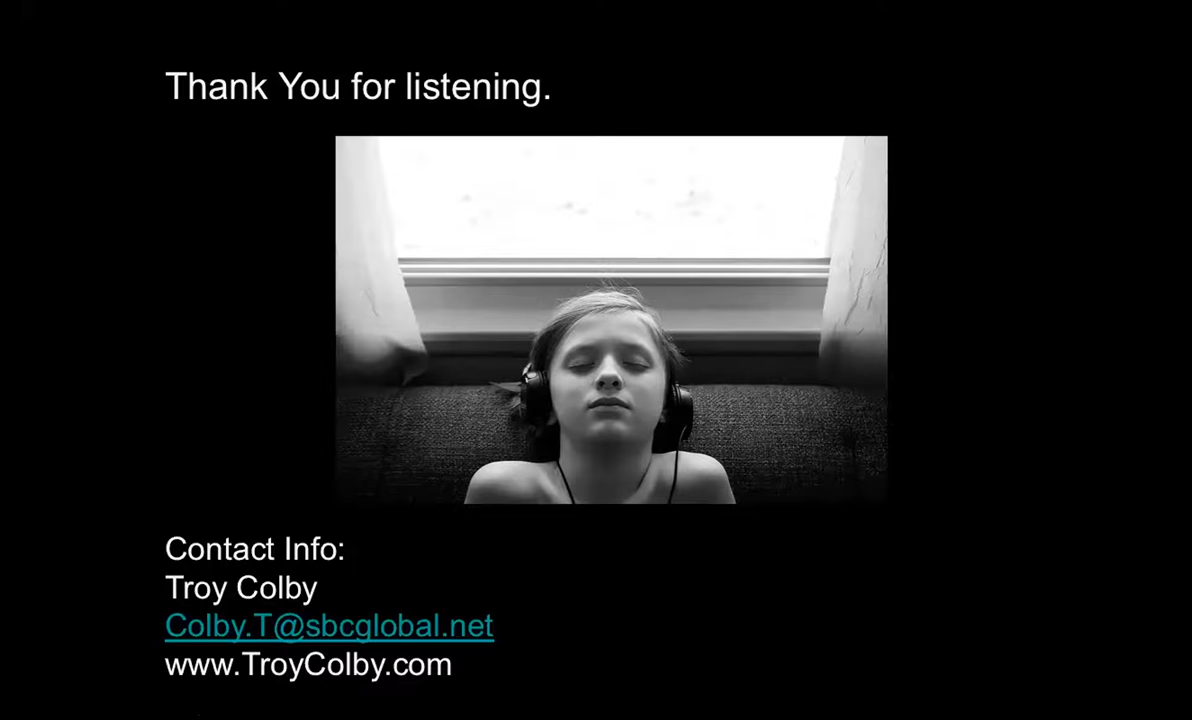 Thank You for listening.
Contact Info:
Troy Colby
Colby.T@sbcglobal.net
www.TroyColby.com